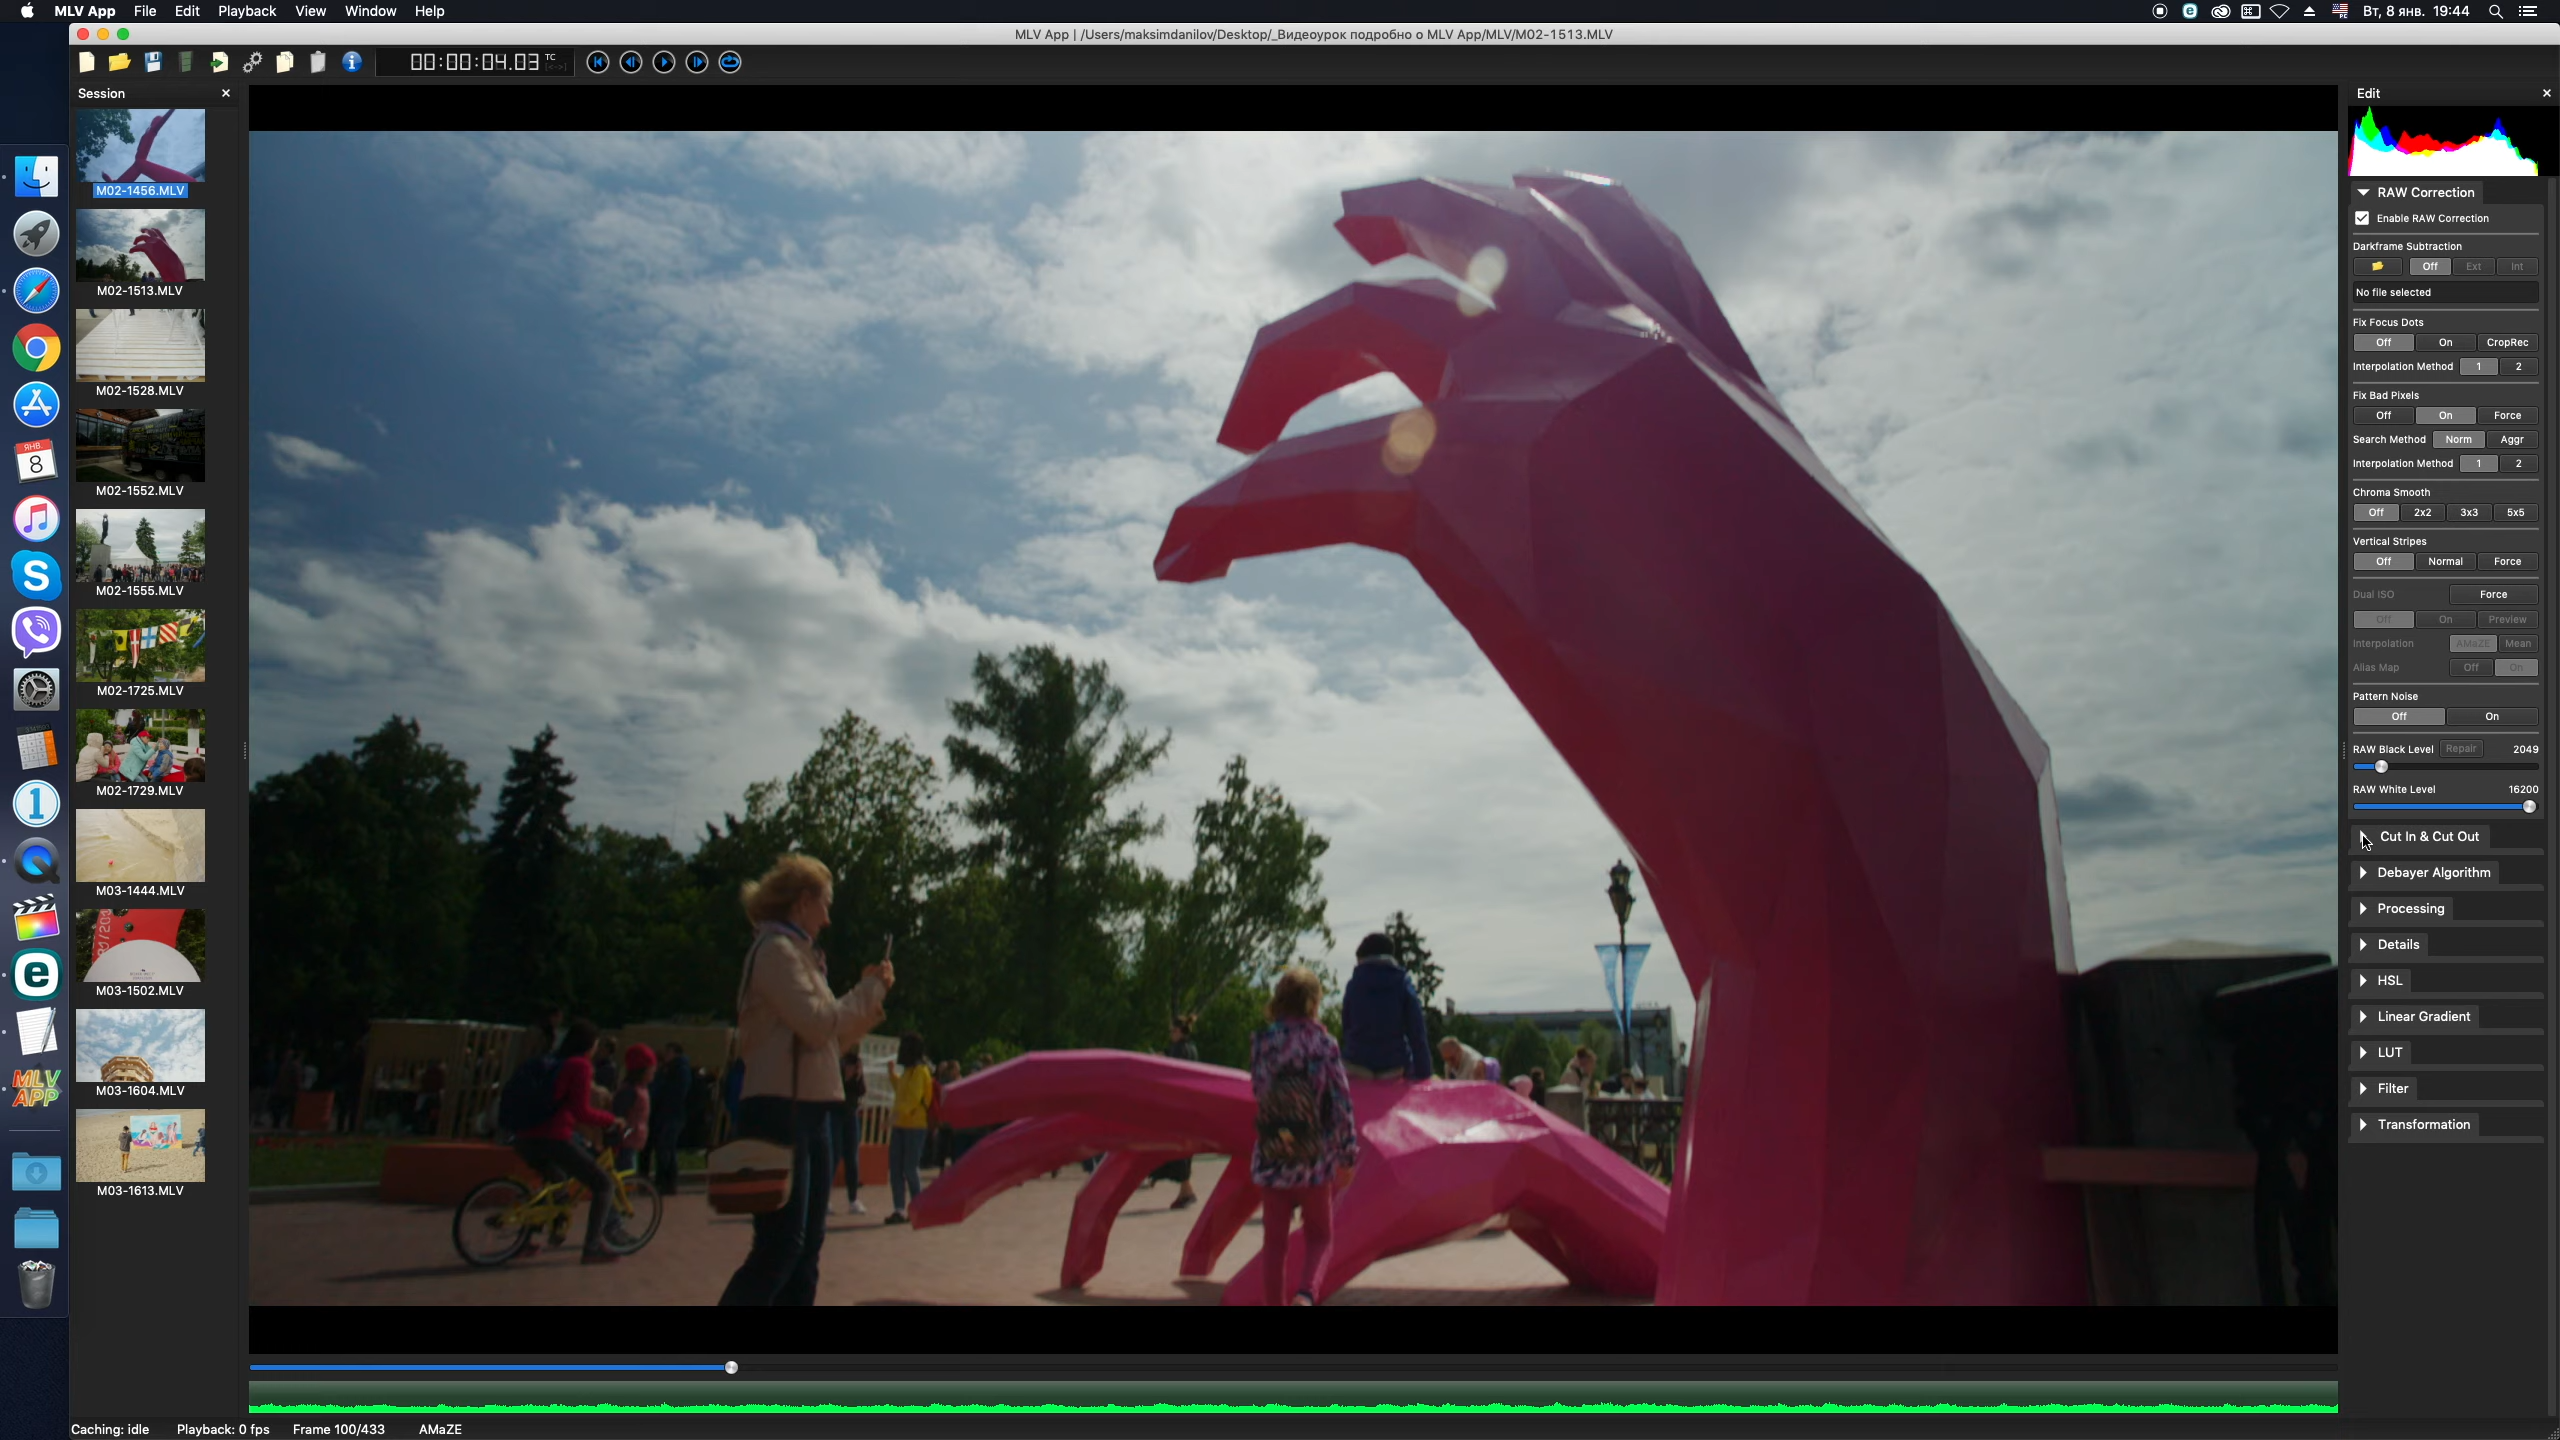 MLV App File Edit Playback View Window Help Вт, 8 янв. 19:44
MLV App | /Users/maksimdanilov/Desktop/_Видеоурок подробно о MLV App/MLV/M02-1513.MLV
00:00:04.03 TC
Session
M02-1456.MLV
M02-1513.MLV
M02-1528.MLV
M02-1552.MLV
M02-1555.MLV
M02-1725.MLV
M02-1729.MLV
M03-1444.MLV
M03-1502.MLV
M03-1604.MLV
M03-1613.MLV
ЯНВ.
8
MLV
APP
Edit
RAW Correction
Enable RAW Correction
Darkframe Subtraction
Off Ext Int
No file selected
Fix Focus Dots
Off On CropRec
Interpolation Method 1 2
Fix Bad Pixels
Off On Force
Search Method Norm Aggr
Interpolation Method 1 2
Chroma Smooth
Off 2x2 3x3 5x5
Vertical Stripes
Off Normal Force
Dual ISO Force
Off On Preview
Interpolation AMaZE Mean
Alias Map Off On
Pattern Noise
Off On
RAW Black Level Repair 2049
RAW White Level 16200
Cut In & Cut Out
Debayer Algorithm
Processing
Details
HSL
Linear Gradient
LUT
Filter
Transformation
Caching: idle Playback: 0 fps Frame 100/433 AMaZE